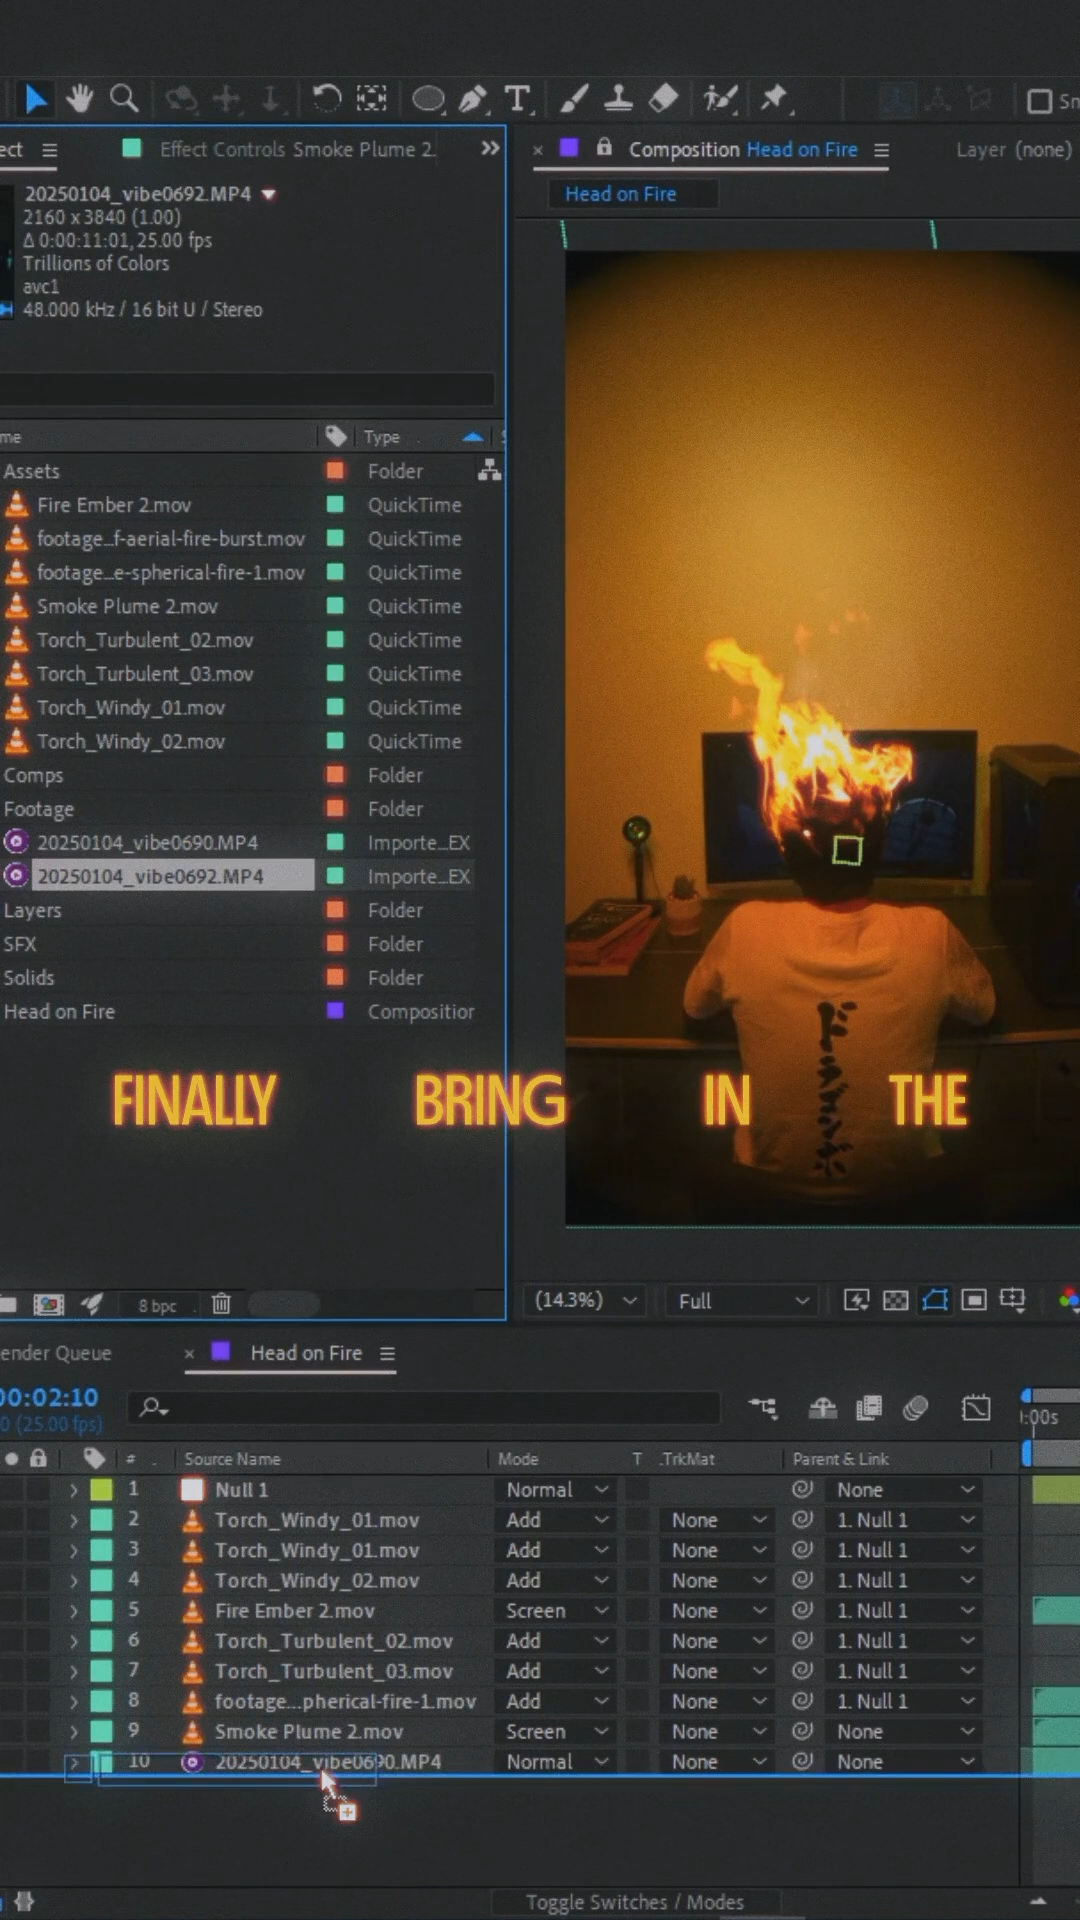 Sn
ect
Effect Controls Smoke Plume 2.
Composition Head on Fire
Layer (none)
Head on Fire
20250104_vibe0692.MP4
2160 x 3840 (1.00)
Δ 0:00:11:01, 25.00 fps
Trillions of Colors
avc1
48.000 kHz / 16 bit U / Stereo
me Type
Assets Folder
Fire Ember 2.mov QuickTime
footage...f-aerial-fire-burst.mov QuickTime
footage...e-spherical-fire-1.mov QuickTime
Smoke Plume 2.mov QuickTime
Torch_Turbulent_02.mov QuickTime
Torch_Turbulent_03.mov QuickTime
Torch_Windy_01.mov QuickTime
Torch_Windy_02.mov QuickTime
Comps Folder
Footage Folder
20250104_vibe0690.MP4 Importe...EX
20250104_vibe0692.MP4 Importe...EX
Layers Folder
SFX Folder
Solids Folder
Head on Fire Compositior
ドラゴンボ
FINALLY BRING IN THE
8 bpc
(14.3%) Full
ender Queue
Head on Fire
00:02:10
0 (25.00 fps)
:00s
# Source Name Mode T .TrkMat Parent & Link
1 Null 1 Normal None
2 Torch_Windy_01.mov Add None 1. Null 1
3 Torch_Windy_01.mov Add None 1. Null 1
4 Torch_Windy_02.mov Add None 1. Null 1
5 Fire Ember 2.mov Screen None 1. Null 1
6 Torch_Turbulent_02.mov Add None 1. Null 1
7 Torch_Turbulent_03.mov Add None 1. Null 1
8 footage...pherical-fire-1.mov Add None 1. Null 1
9 Smoke Plume 2.mov Screen None None
10 20250104_vibe0690.MP4 Normal None None
Toggle Switches / Modes